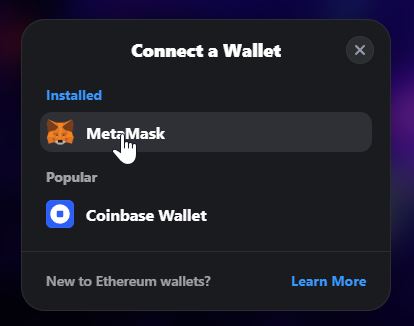 Connect a Wallet
Installed
MetaMask
Popular
Coinbase Wallet
New to Ethereum wallets? Learn More